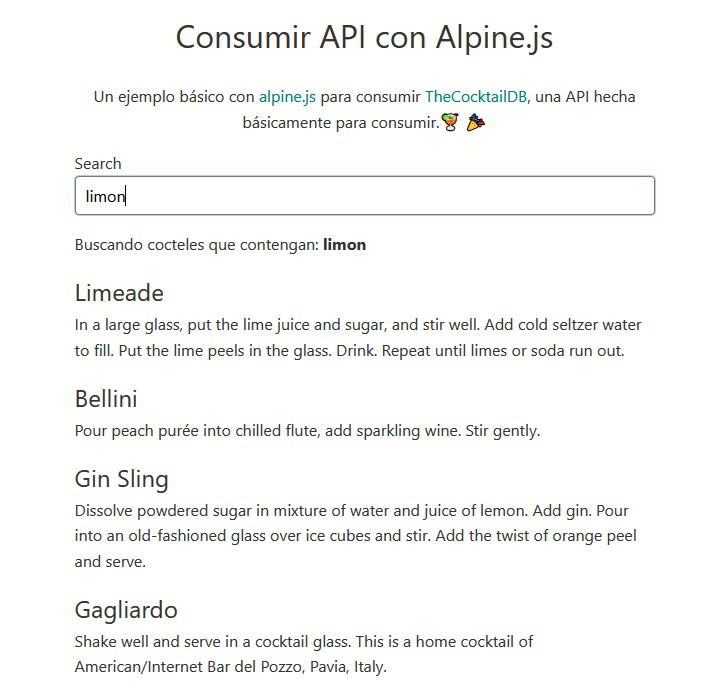 Consumir API con Alpine.js
Un ejemplo básico con alpine.js para consumir TheCocktailDB, una API hecha
básicamente para consumir.🍹 🎉
Search
limon
Buscando cocteles que contengan: limon
Limeade
In a large glass, put the lime juice and sugar, and stir well. Add cold seltzer water
to fill. Put the lime peels in the glass. Drink. Repeat until limes or soda run out.
Bellini
Pour peach purée into chilled flute, add sparkling wine. Stir gently.
Gin Sling
Dissolve powdered sugar in mixture of water and juice of lemon. Add gin. Pour
into an old-fashioned glass over ice cubes and stir. Add the twist of orange peel
and serve.
Gagliardo
Shake well and serve in a cocktail glass. This is a home cocktail of
American/Internet Bar del Pozzo, Pavia, Italy.